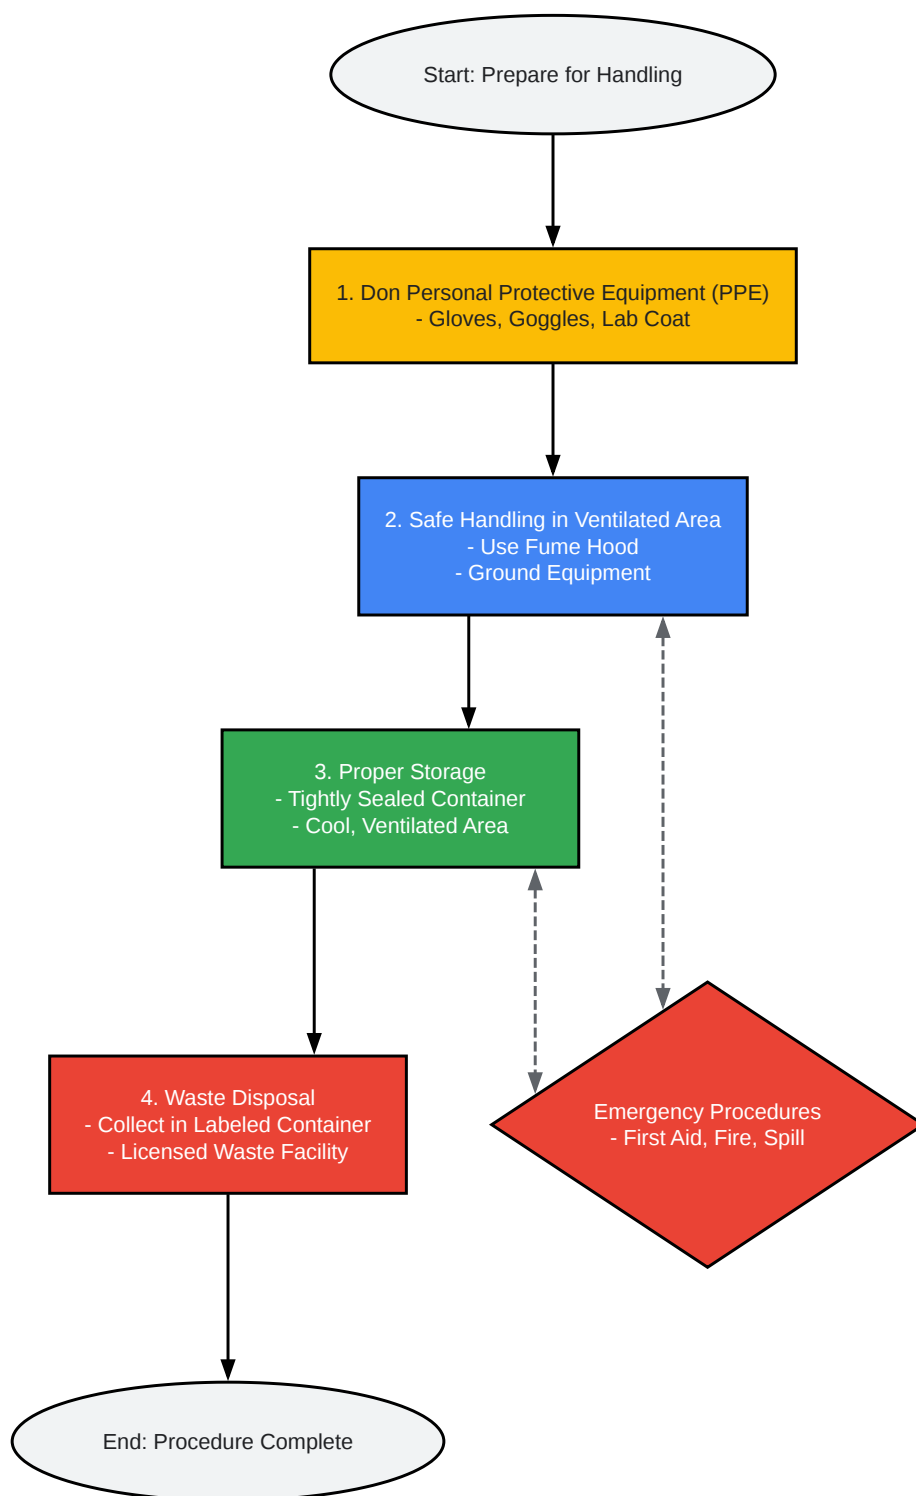 Start: Prepare for Handling
1. Don Personal Protective Equipment (PPE)
- Gloves, Goggles, Lab Coat
2. Safe Handling in Ventilated Area
- Use Fume Hood
- Ground Equipment
3. Proper Storage
- Tightly Sealed Container
- Cool, Ventilated Area
4. Waste Disposal
- Collect in Labeled Container
- Licensed Waste Facility
Emergency Procedures
- First Aid, Fire, Spill
End: Procedure Complete